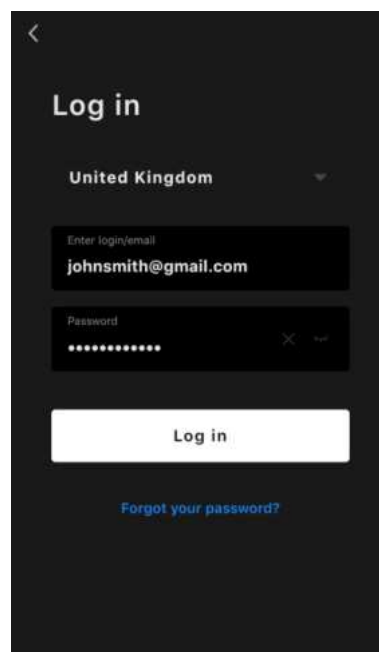 Log in
United Kingdom
Enter login/email
johnsmith@gmail.com
Password
••••••••••••
Log in
Forgot your password?